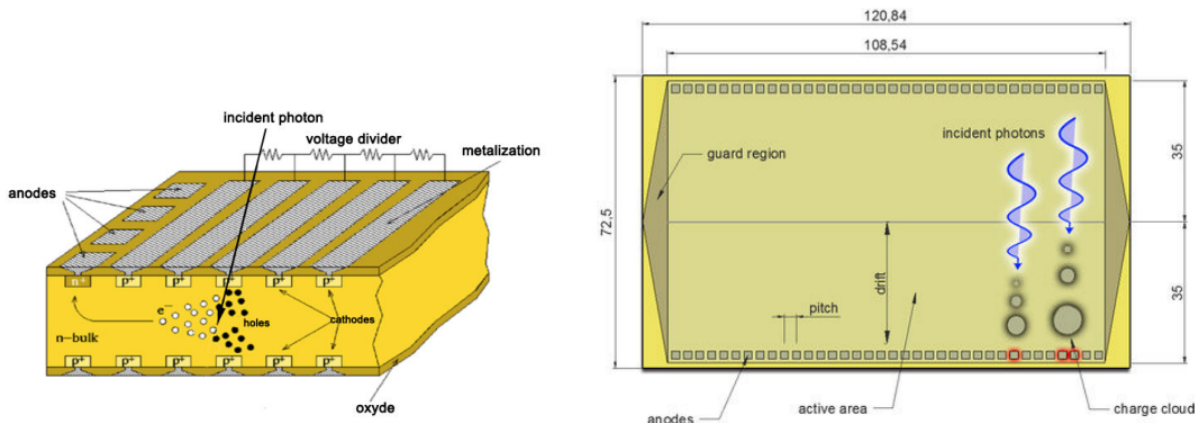 incident photon
voltage divider
metalization
anodes
n+
p+
p+
p+
p+
p+
e-
holes
cathodes
n-bulk
p+
p+
p+
p+
p+
p+
oxyde
120,84
108,54
incident photons
guard region
35
72,5
drift
pitch
35
anodes
active area
charge cloud